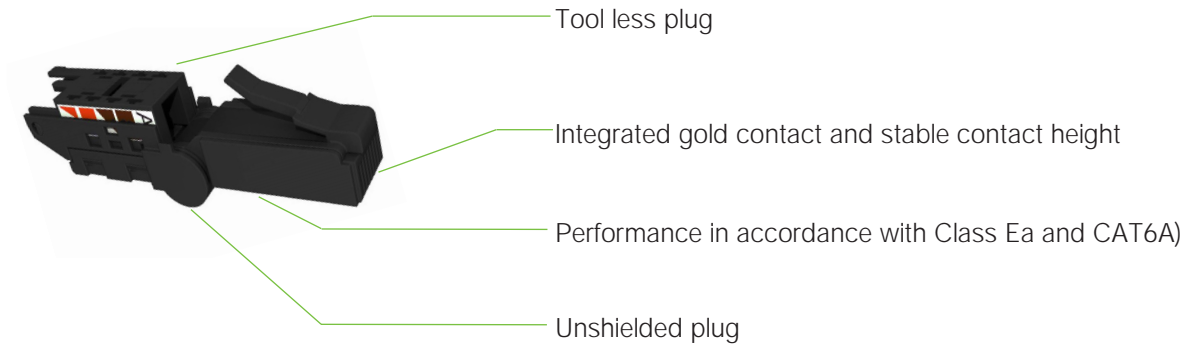 Tool less plug
A
Integrated gold contact and stable contact height
Performance in accordance with Class Ea and CAT6A)
Unshielded plug